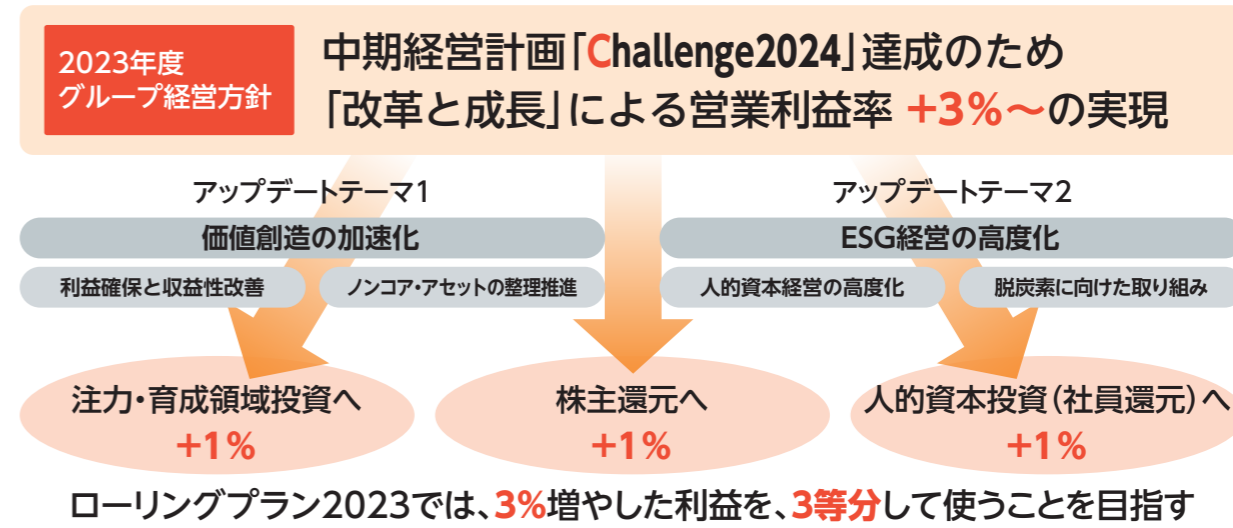 2023年度
グループ経営方針
中期経営計画「Challenge2024」達成のため
「改革と成長」による営業利益率 +3%～の実現
アップデートテーマ1
価値創造の加速化
利益確保と収益性改善
ノンコア・アセットの整理推進
アップデートテーマ2
ESG経営の高度化
人的資本経営の高度化
脱炭素に向けた取り組み
注力・育成領域投資へ
+1%
株主還元へ
+1%
人的資本投資（社員還元）へ
+1%
ローリングプラン2023では、3%増やした利益を、3等分して使うことを目指す